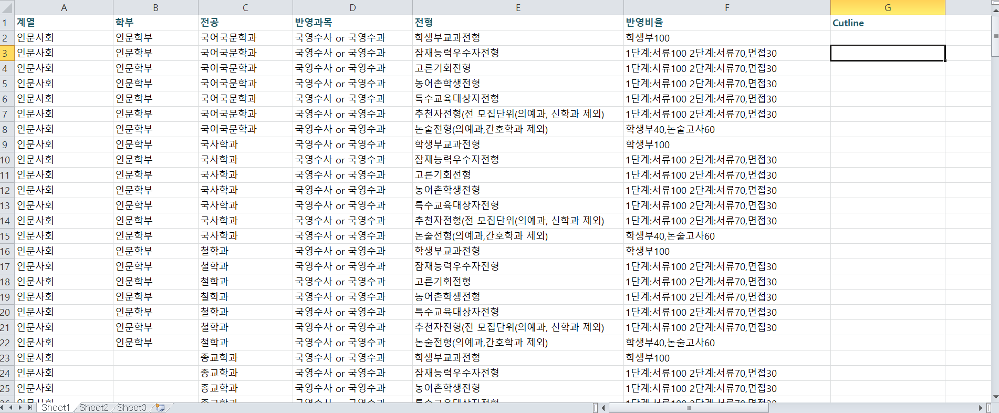 A B C D E F G
1 계열 학부 전공 반영과목 전형 반영비율 Cutline
2 인문사회 인문학부 국어국문학과 국영수사 or 국영수과 학생부교과전형 학생부100
3 인문사회 인문학부 국어국문학과 국영수사 or 국영수과 잠재능력우수자전형 1단계:서류100 2단계:서류70,면접30
4 인문사회 인문학부 국어국문학과 국영수사 or 국영수과 고른기회전형 1단계:서류100 2단계:서류70,면접30
5 인문사회 인문학부 국어국문학과 국영수사 or 국영수과 농어촌학생전형 1단계:서류100 2단계:서류70,면접30
6 인문사회 인문학부 국어국문학과 국영수사 or 국영수과 특수교육대상자전형 1단계:서류100 2단계:서류70,면접30
7 인문사회 인문학부 국어국문학과 국영수사 or 국영수과 추천자전형(전 모집단위(의예과, 신학과 제외) 1단계:서류100 2단계:서류70,면접30
8 인문사회 인문학부 국어국문학과 국영수사 or 국영수과 논술전형(의예과,간호학과 제외) 학생부40,논술고사60
9 인문사회 인문학부 국사학과 국영수사 or 국영수과 학생부교과전형 학생부100
10 인문사회 인문학부 국사학과 국영수사 or 국영수과 잠재능력우수자전형 1단계:서류100 2단계:서류70,면접30
11 인문사회 인문학부 국사학과 국영수사 or 국영수과 고른기회전형 1단계:서류100 2단계:서류70,면접30
12 인문사회 인문학부 국사학과 국영수사 or 국영수과 농어촌학생전형 1단계:서류100 2단계:서류70,면접30
13 인문사회 인문학부 국사학과 국영수사 or 국영수과 특수교육대상자전형 1단계:서류100 2단계:서류70,면접30
14 인문사회 인문학부 국사학과 국영수사 or 국영수과 추천자전형(전 모집단위(의예과, 신학과 제외) 1단계:서류100 2단계:서류70,면접30
15 인문사회 인문학부 국사학과 국영수사 or 국영수과 논술전형(의예과,간호학과 제외) 학생부40,논술고사60
16 인문사회 인문학부 철학과 국영수사 or 국영수과 학생부교과전형 학생부100
17 인문사회 인문학부 철학과 국영수사 or 국영수과 잠재능력우수자전형 1단계:서류100 2단계:서류70,면접30
18 인문사회 인문학부 철학과 국영수사 or 국영수과 고른기회전형 1단계:서류100 2단계:서류70,면접30
19 인문사회 인문학부 철학과 국영수사 or 국영수과 농어촌학생전형 1단계:서류100 2단계:서류70,면접30
20 인문사회 인문학부 철학과 국영수사 or 국영수과 특수교육대상자전형 1단계:서류100 2단계:서류70,면접30
21 인문사회 인문학부 철학과 국영수사 or 국영수과 추천자전형(전 모집단위(의예과, 신학과 제외) 1단계:서류100 2단계:서류70,면접30
22 인문사회 인문학부 철학과 국영수사 or 국영수과 논술전형(의예과,간호학과 제외) 학생부40,논술고사60
23 인문사회 종교학과 국영수사 or 국영수과 학생부교과전형 학생부100
24 인문사회 종교학과 국영수사 or 국영수과 잠재능력우수자전형 1단계:서류100 2단계:서류70,면접30
25 인문사회 종교학과 국영수사 or 국영수과 농어촌학생전형 1단계:서류100 2단계:서류70,면접30
Sheet1 Sheet2 Sheet3